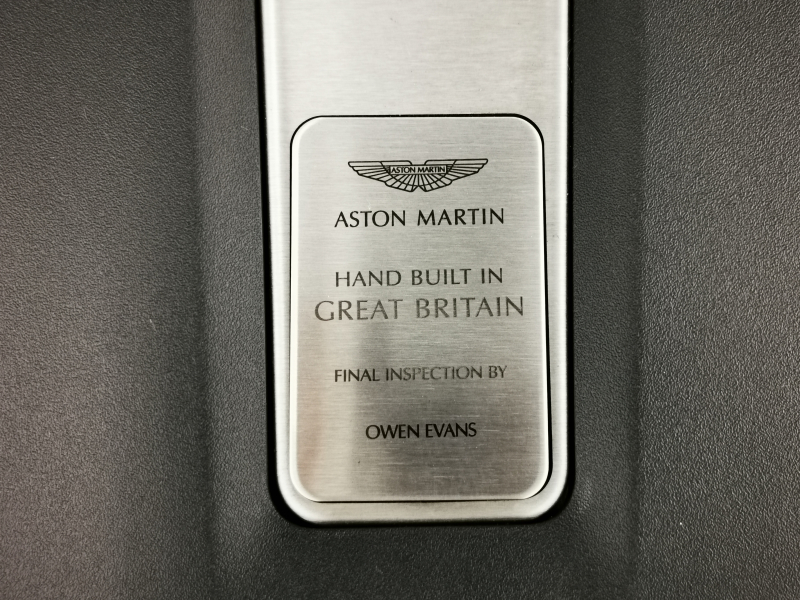 ASTON MARTIN
ASTON MARTIN
HAND BUILT IN
GREAT BRITAIN
FINAL INSPECTION BY
OWEN EVANS